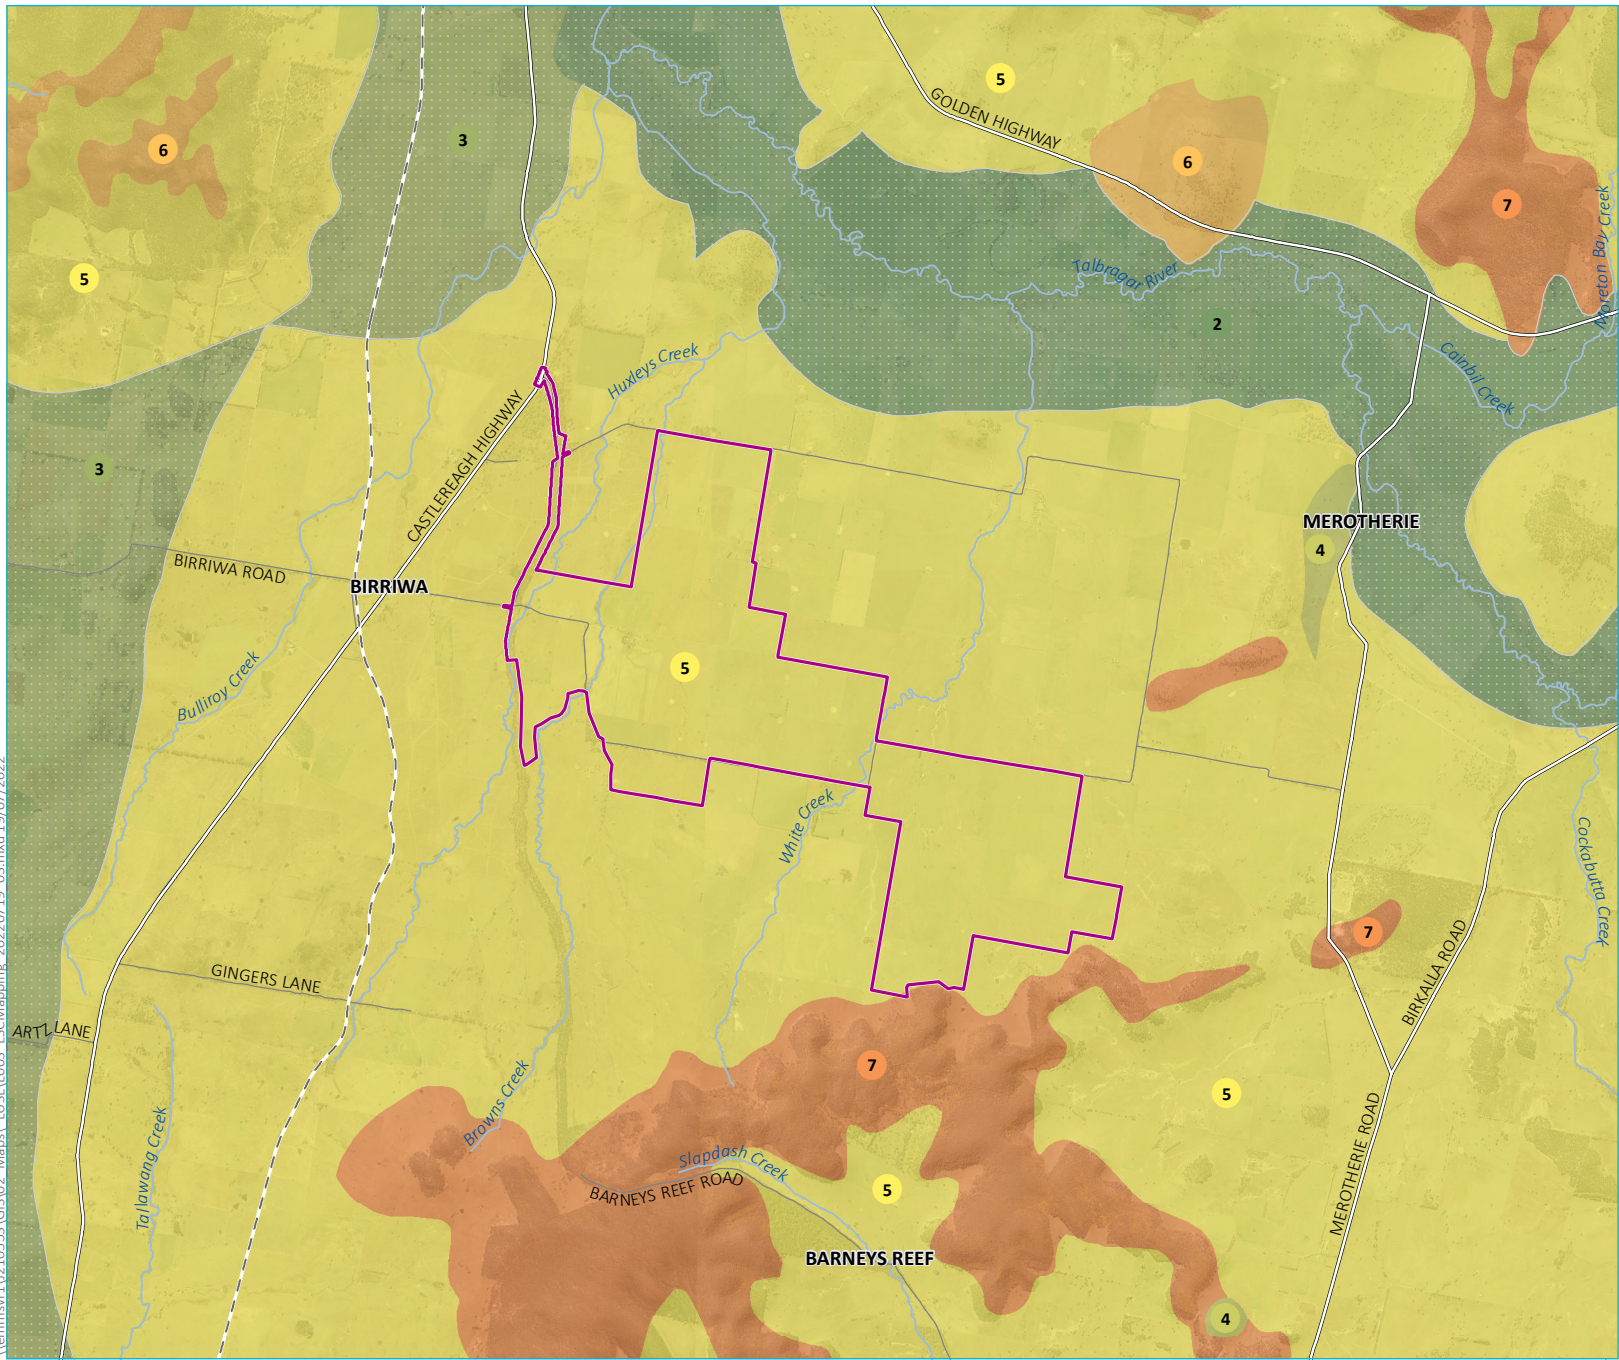 5
GOLDEN HIGHWAY
3
6
6
7
Moreton Bay Creek
5
Talbragar River
2
Huxleys Creek
Cainbil Creek
CASTLEREAGH HIGHWAY
3
MEROTHERIE
4
BIRRIWA ROAD
BIRRIWA
5
Bulliroy Creek
White Creek
Cockabutta Creek
7
BIRKALLA ROAD
GINGERS LANE
ARTZ LANE
7
5
Browns Creek
Tallawang Creek
Slapdash Creek
BARNEYS REEF ROAD
5
MEROTHERIE ROAD
BARNEYS REEF
4